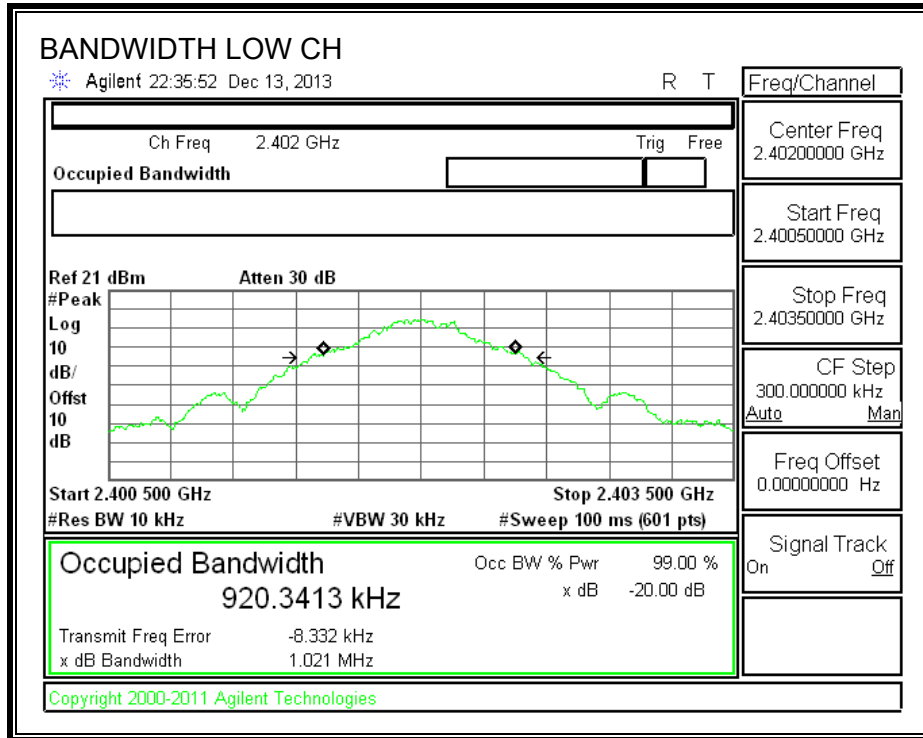 BANDWIDTH LOW CH
Agilent 22:35:52 Dec 13, 2013 R T
Freq/Channel
Ch Freq 2.402 GHz Trig Free
Occupied Bandwidth
Center Freq
2.40200000 GHz
Start Freq
2.40050000 GHz
Stop Freq
2.40350000 GHz
CF Step
300.000000 kHz
Auto Man
Freq Offset
0.00000000 Hz
Signal Track
On Off
Ref 21 dBm Atten 30 dB
#Peak
Log
10
dB/
Offst
10
dB
Start 2.400 500 GHz Stop 2.403 500 GHz
#Res BW 10 kHz #VBW 30 kHz #Sweep 100 ms (601 pts)
Occupied Bandwidth Occ BW % Pwr 99.00 %
920.3413 kHz x dB -20.00 dB
Transmit Freq Error -8.332 kHz
x dB Bandwidth 1.021 MHz
Copyright 2000-2011 Agilent Technologies